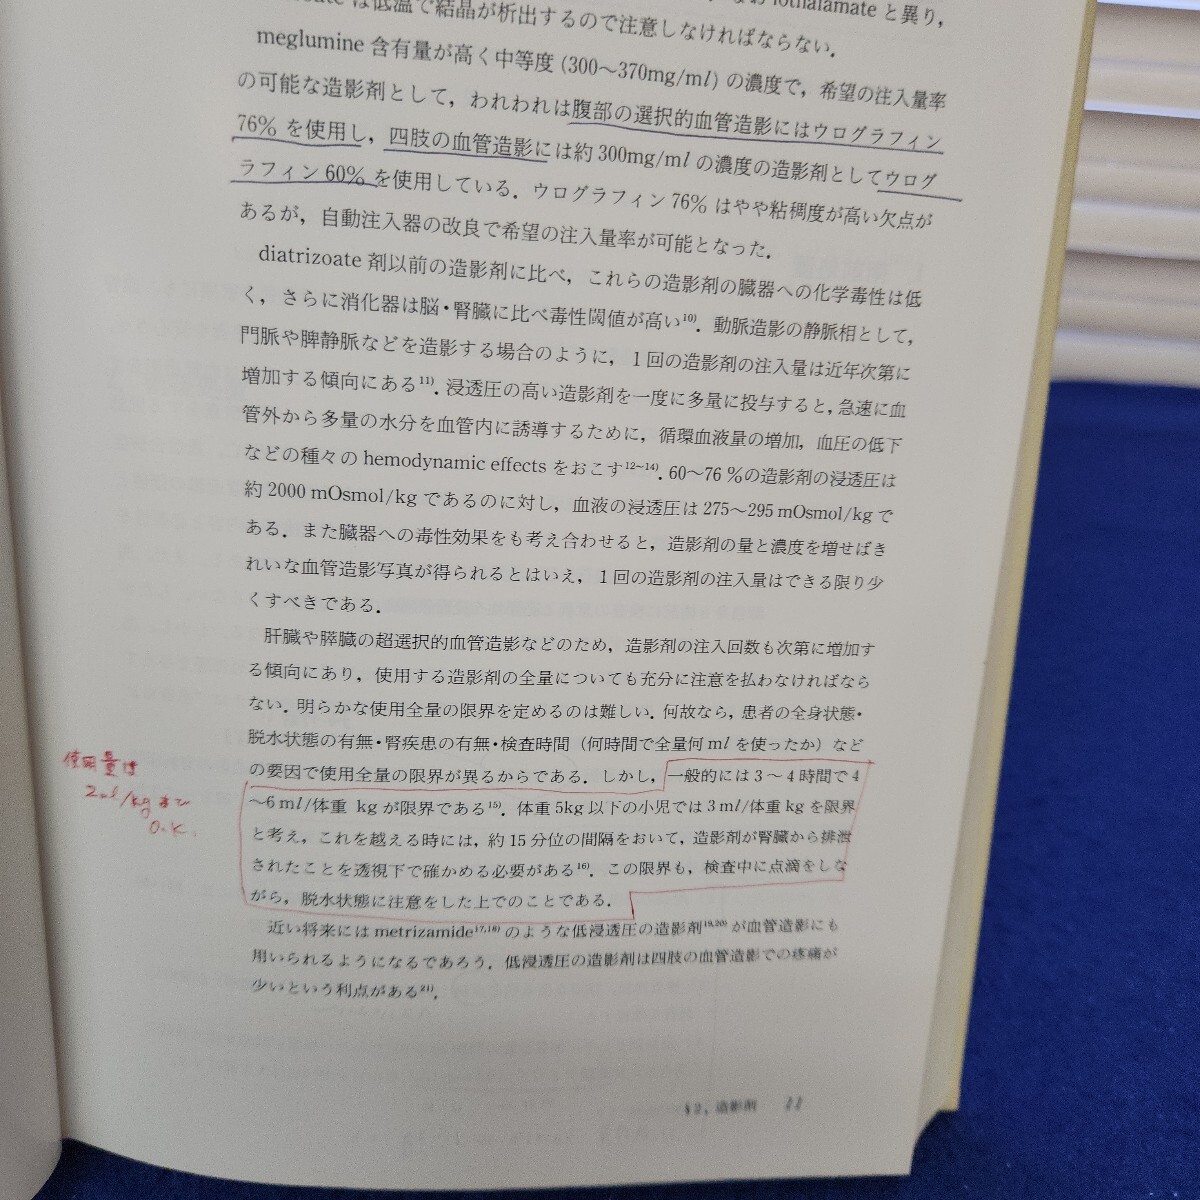 iothalamate と異り,
は低温で結晶が析出するので注意しなければならない.
meglumine 含有量が高く中等度 (300〜370mg/ml) の濃度で, 希望の注入量率
の可能な造影剤として, われわれは腹部の選択的血管造影にはウログラフィン
76% を使用し, 四肢の血管造影には約 300mg/ml の濃度の造影剤としてウログ
ラフィン 60% を使用している. ウログラフィン 76% はやや粘稠度が高い欠点が
あるが, 自動注入器の改良で希望の注入量率が可能となった.
diatrizoate 剤以前の造影剤に比べ, これらの造影剤の臓器への化学毒性は低
く, さらに消化器は脳・腎臓に比べ毒性閾値が高い10). 動脈造影の静脈相として,
門脈や脾静脈などを造影する場合のように, 1回の造影剤の注入量は近年次第に
増加する傾向にある11). 浸透圧の高い造影剤を一度に多量に投与すると, 急速に血
管外から多量の水分を血管内に誘導するために, 循環血液量の増加, 血圧の低下
などの種々の hemodynamic effects をおこす12~14). 60〜76 %の造影剤の浸透圧は
約 2000 mOsmol/kg であるのに対し, 血液の浸透圧は 275〜295 mOsmol/kg で
ある. また臓器への毒性効果をも考え合わせると, 造影剤の量と濃度を増せばき
れいな血管造影写真が得られるとはいえ, 1回の造影剤の注入量はできる限り少
くすべきである.
肝臓や膵臓の超選択的血管造影などのため, 造影剤の注入回数も次第に増加す
る傾向にあり, 使用する造影剤の全量についても充分に注意を払わなければなら
ない. 明らかな使用全量の限界を定めるのは難しい. 何故なら, 患者の全身状態・
脱水状態の有無・腎疾患の有無・検査時間 (何時間で全量何 ml を使ったか) など
の要因で使用全量の限界が異るからである. しかし, 一般的には 3〜4 時間で 4
〜6 ml/体重 kg が限界である15). 体重 5kg 以下の小児では 3 ml/体重 kg を限界
と考え, これを越える時には, 約 15 分位の間隔をおいて, 造影剤が腎臓から排泄
されたことを透視下で確かめる必要がある16). この限界も, 検査中に点滴をしな
がら, 脱水状態に注意をした上でのことである.
使用量は
2ml/kgまで
O.K.
近い将来には metrizamide17,18) のような低浸透圧の造影剤19,20) が血管造影にも
用いられるようになるであろう. 低浸透圧の造影剤は四肢の血管造影での疼痛が
少いという利点がある21).
§2, 造影剤